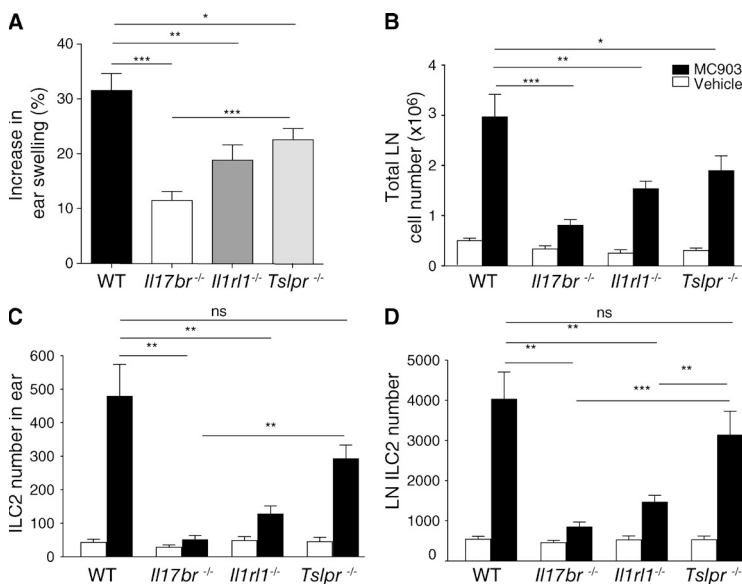 A
*
**
***
***
40
30
20
10
0
Increase in
ear swelling (%)
WT Il17br -/- Il1rl1-/- Tslpr -/-
B
*
**
***
MC903
Vehicle
4
3
2
1
0
Total LN
cell number (x10⁶)
WT Il17br -/- Il1rl1-/- Tslpr -/-
C
ns
**
**
**
600
500
400
300
200
100
0
ILC2 number in ear
WT Il17br -/- Il1rl1-/- Tslpr -/-
D
ns
**
**
**
***
5000
4000
3000
2000
1000
0
LN ILC2 number
WT Il17br -/- Il1rl1-/- Tslpr -/-